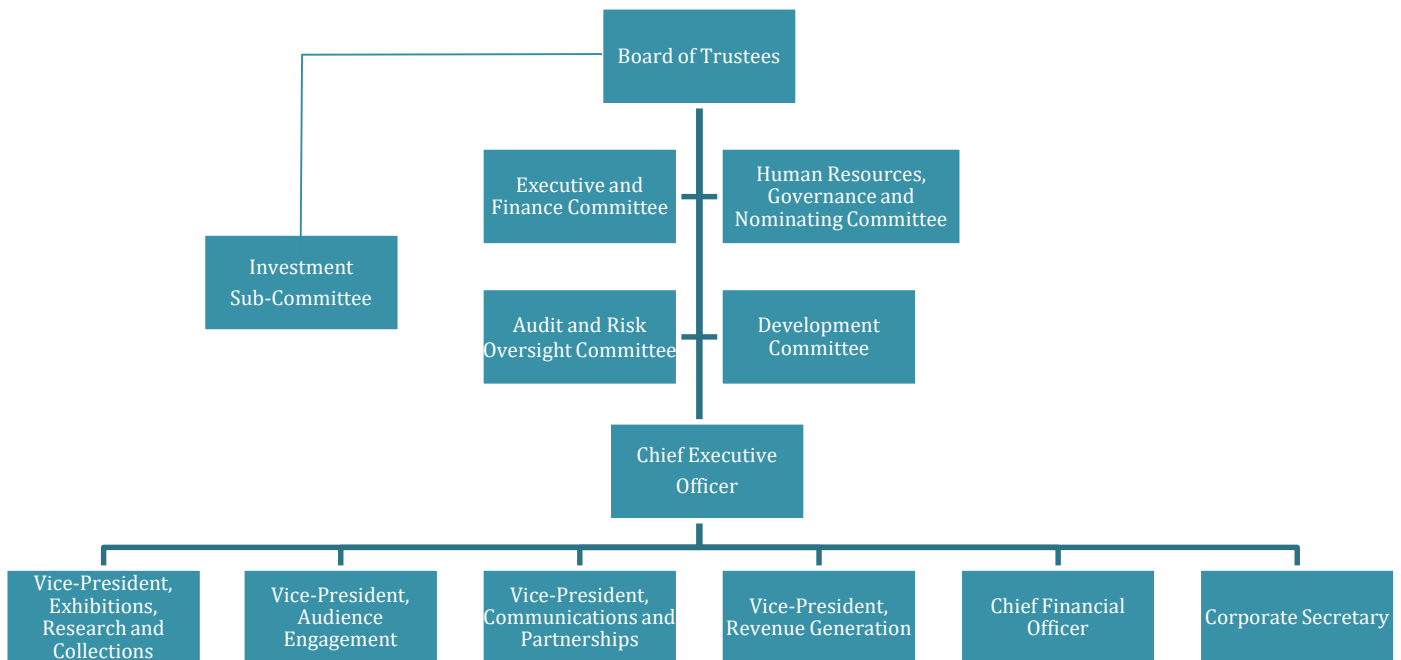 Board of Trustees
Executive and
Finance Committee
Human Resources,
Governance and
Nominating Committee
Investment
Sub-Committee
Audit and Risk
Oversight Committee
Development
Committee
Chief Executive
Officer
Vice-President,
Exhibitions,
Research and
Collections
Vice-President,
Audience
Engagement
Vice-President,
Communications and
Partnerships
Vice-President,
Revenue Generation
Chief Financial
Officer
Corporate Secretary